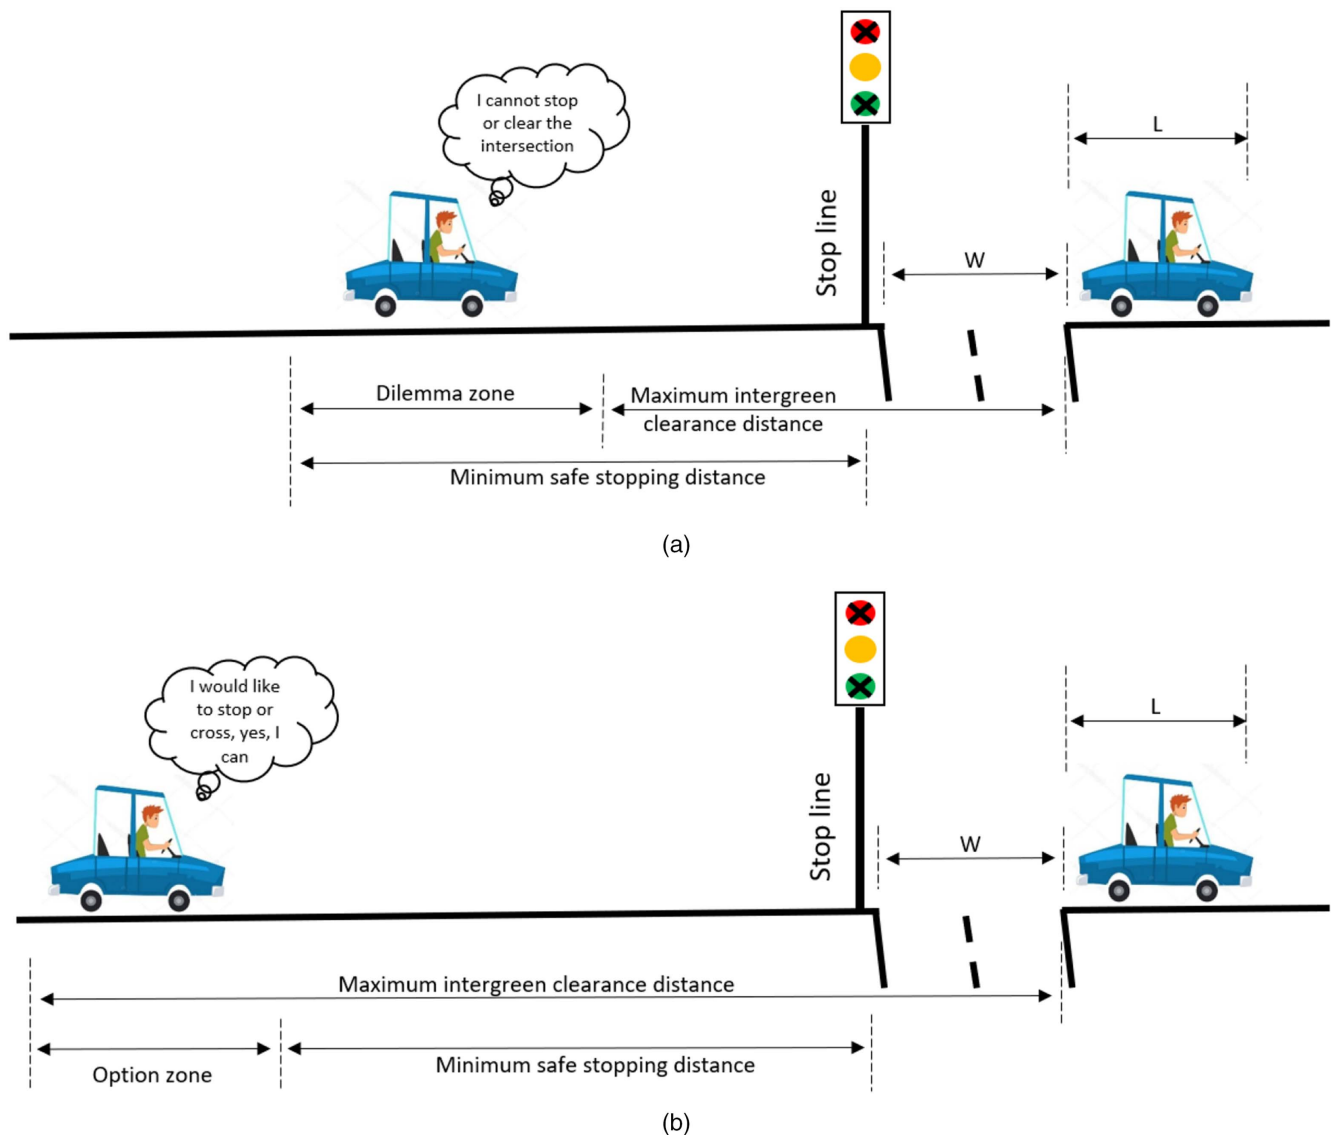 I cannot stop
or clear the
intersection
L
Stop line
W
Dilemma zone
Maximum intergreen
clearance distance
Minimum safe stopping distance
(a)
I would like
to stop or
cross, yes, I
can
L
Stop line
W
Maximum intergreen clearance distance
Minimum safe stopping distance
Option zone
(b)